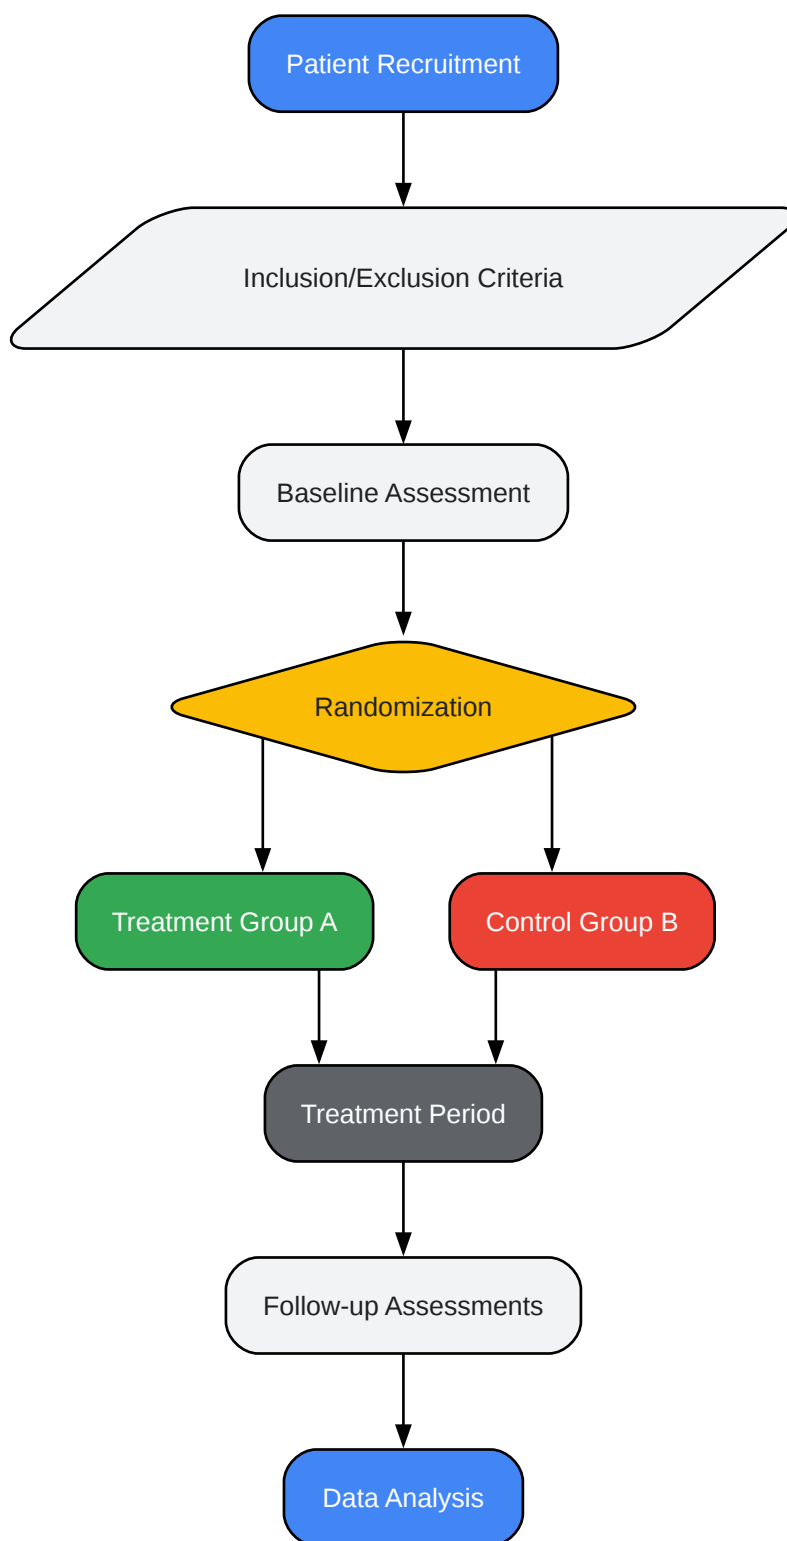 Patient Recruitment
Inclusion/Exclusion Criteria
Baseline Assessment
Randomization
Treatment Group A
Control Group B
Treatment Period
Follow-up Assessments
Data Analysis